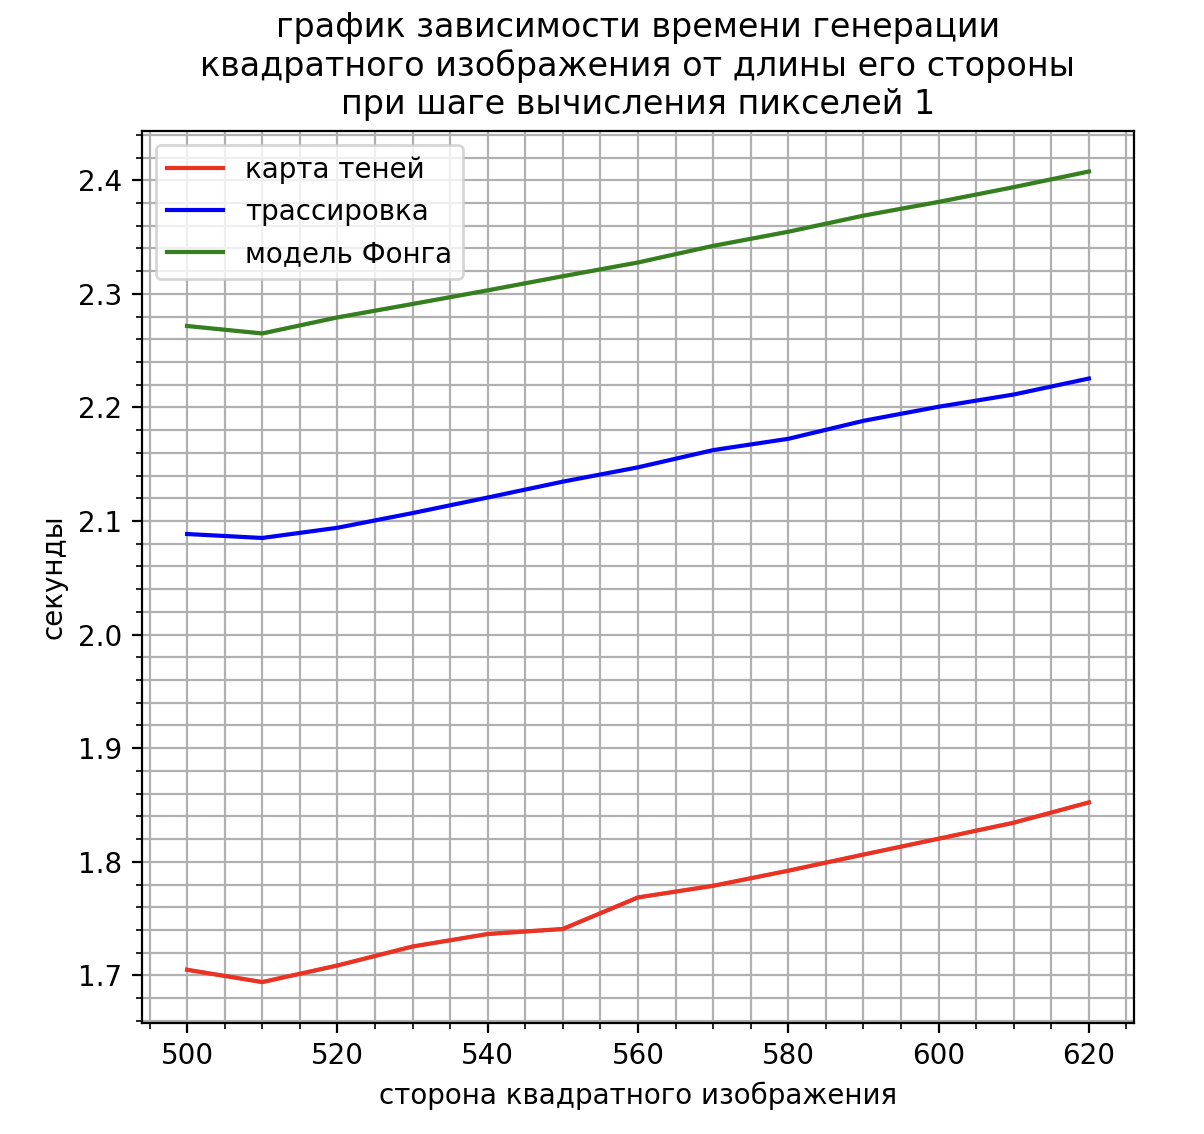 график зависимости времени генерации
квадратного изображения от длины его стороны
при шаге вычисления пикселей 1
карта теней
трассировка
модель Фонга
2.4
2.3
2.2
2.1
2.0
1.9
1.8
1.7
секунды
500 520 540 560 580 600 620
сторона квадратного изображения